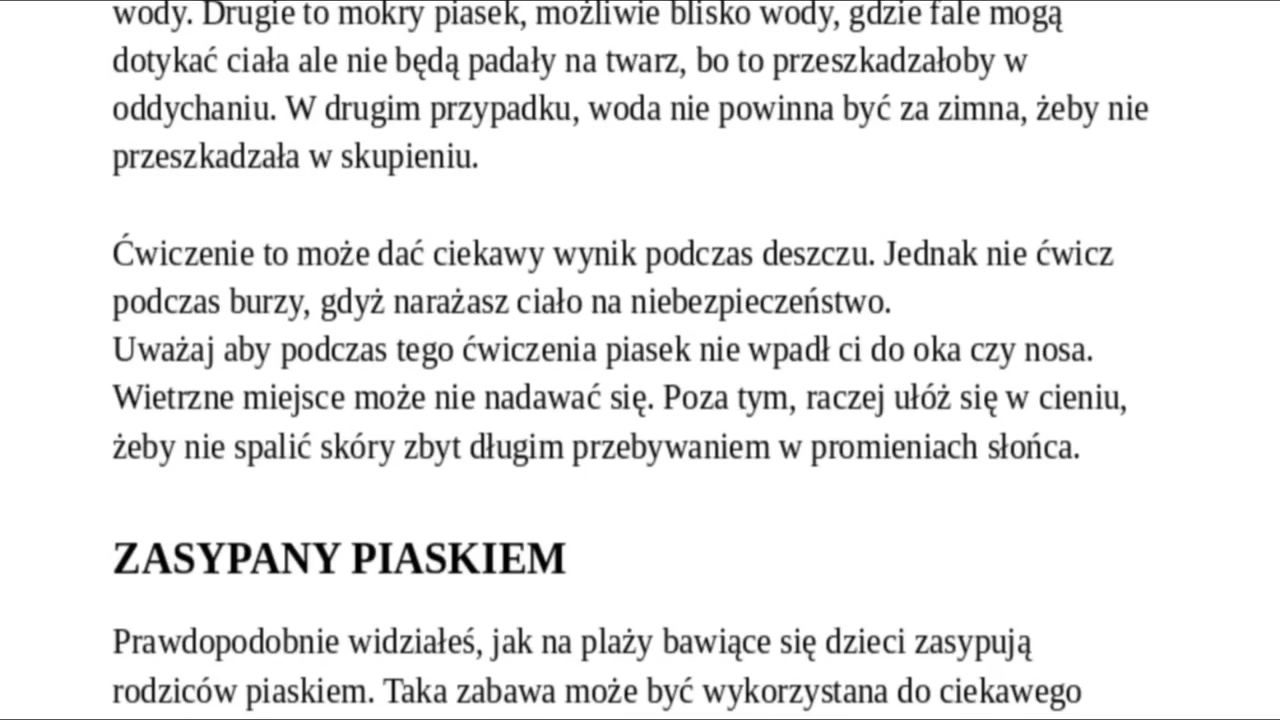 wody. Drugie to mokry piasek, możliwie blisko wody, gdzie fale mogą
dotykać ciała ale nie będą padały na twarz, bo to przeszkadzałoby w
oddychaniu. W drugim przypadku, woda nie powinna być za zimna, żeby nie
przeszkadzała w skupieniu.
Ćwiczenie to może dać ciekawy wynik podczas deszczu. Jednak nie ćwicz
podczas burzy, gdyż narażasz ciało na niebezpieczeństwo.
Uważaj aby podczas tego ćwiczenia piasek nie wpadł ci do oka czy nosa.
Wietrzne miejsce może nie nadawać się. Poza tym, raczej ułóż się w cieniu,
żeby nie spalić skóry zbyt długim przebywaniem w promieniach słońca.
ZASYPANY PIASKIEM
Prawdopodobnie widziałeś, jak na plaży bawiące się dzieci zasypują
rodziców piaskiem. Taka zabawa może być wykorzystana do ciekawego